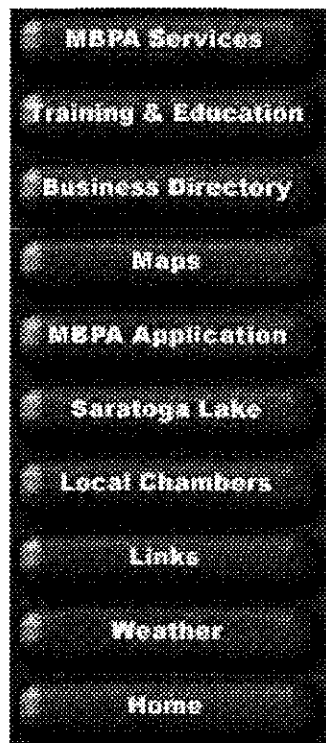 MBPA Services
Training & Education
Business Directory
Maps
MBPA Application
Saratoga Lake
Local Chambers
Links
Weather
Home